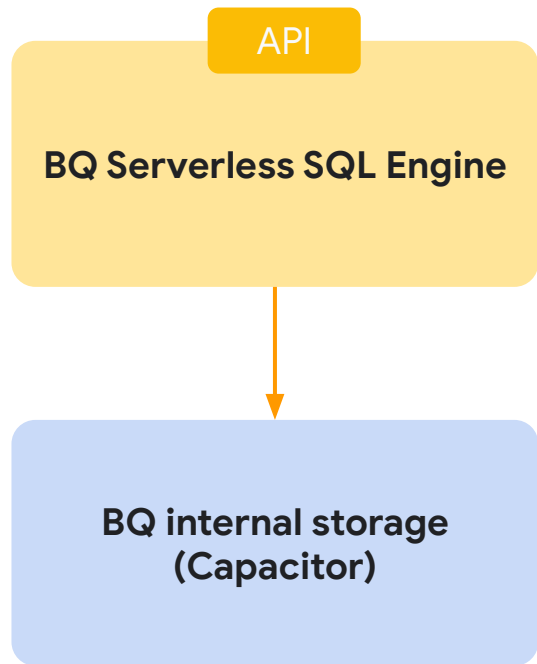 API
BQ Serverless SQL Engine
BQ internal storage
(Capacitor)